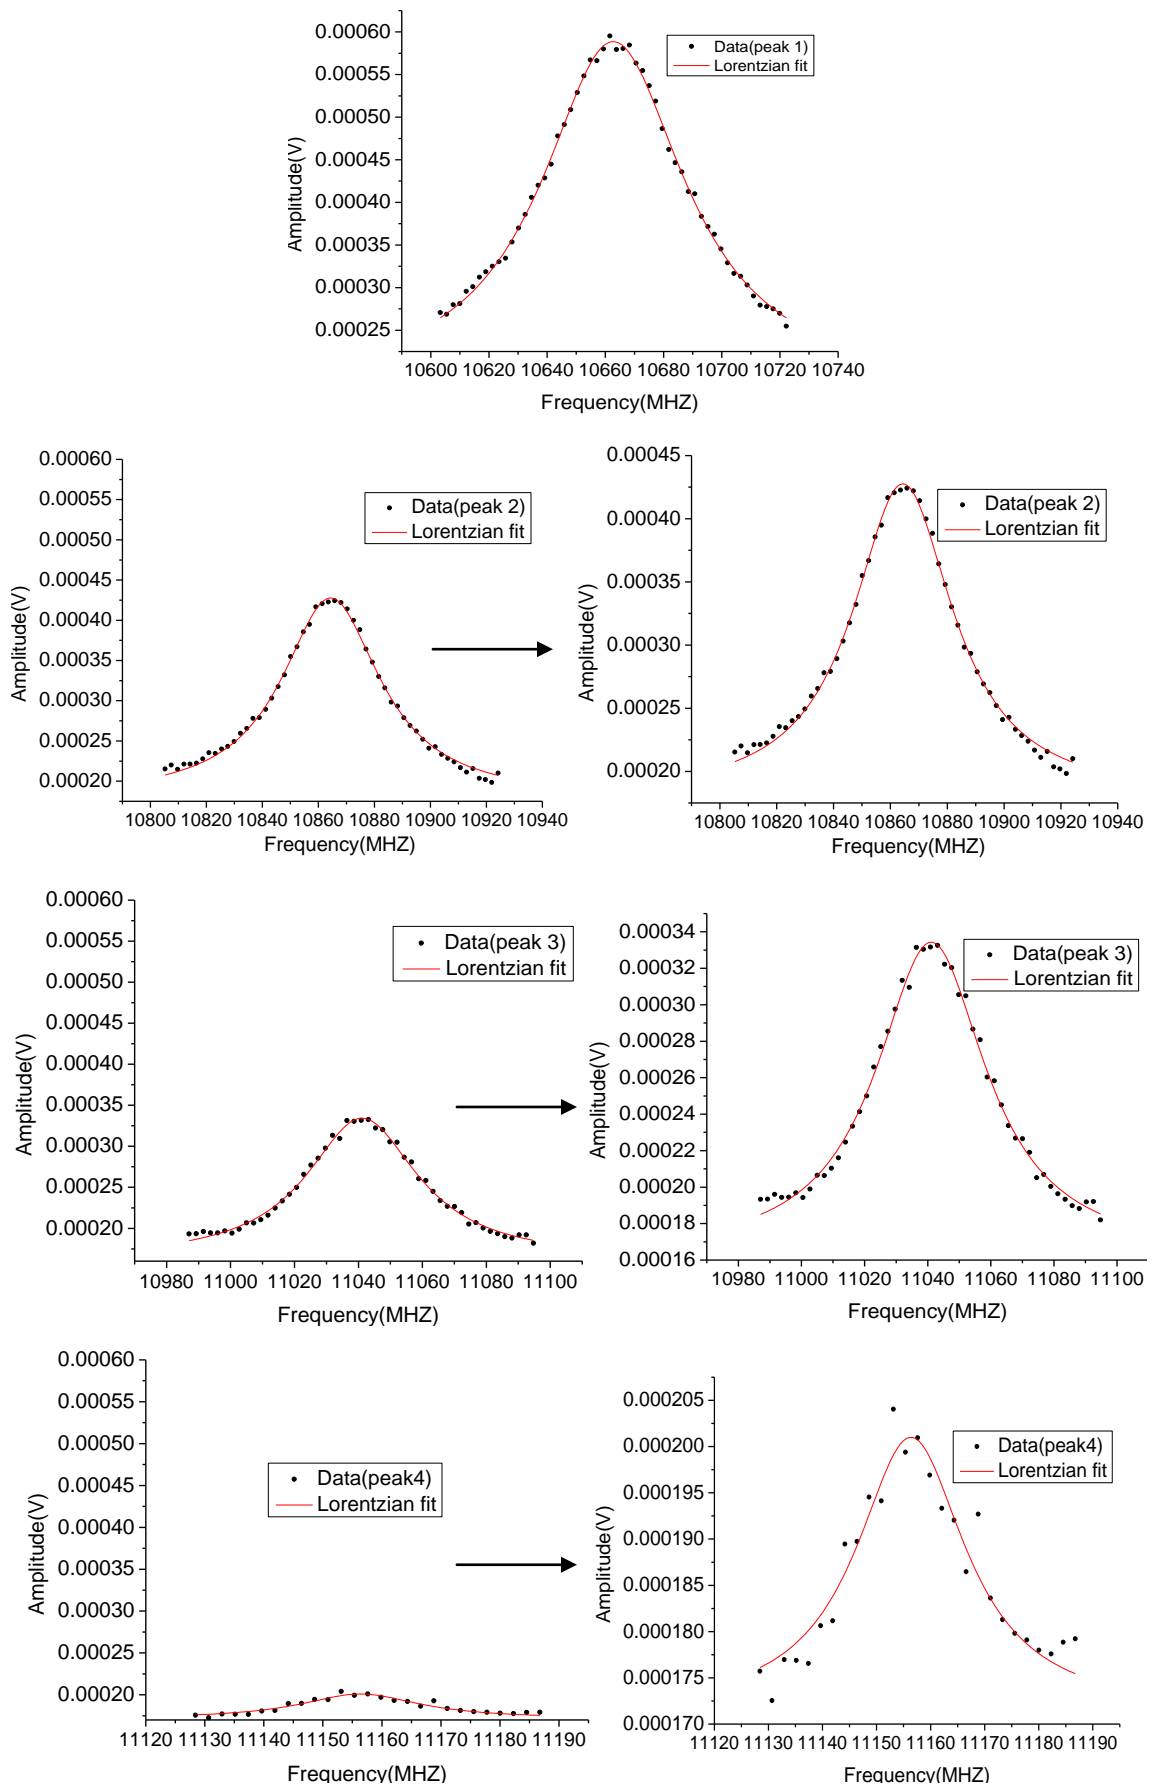 0.00060
0.00055
0.00050
0.00045
0.00040
0.00035
0.00030
0.00025
Amplitude(V)
Data(peak 1)
Lorentzian fit
10600 10620 10640 10660 10680 10700 10720 10740
Frequency(MHZ)
0.00060
0.00055
0.00050
0.00045
0.00040
0.00035
0.00030
0.00025
0.00020
Amplitude(V)
Data(peak 2)
Lorentzian fit
10800 10820 10840 10860 10880 10900 10920 10940
Frequency(MHZ)
0.00045
0.00040
0.00035
0.00030
0.00025
0.00020
Amplitude(V)
Data(peak 2)
Lorentzian fit
10800 10820 10840 10860 10880 10900 10920 10940
Frequency(MHZ)
0.00060
0.00055
0.00050
0.00045
0.00040
0.00035
0.00030
0.00025
0.00020
Amplitude(V)
Data(peak 3)
Lorentzian fit
10980 11000 11020 11040 11060 11080 11100
Frequency(MHZ)
0.00034
0.00032
0.00030
0.00028
0.00026
0.00024
0.00022
0.00020
0.00018
0.00016
Amplitude(V)
Data(peak 3)
Lorentzian fit
10980 11000 11020 11040 11060 11080 11100
Frequency(MHZ)
0.00060
0.00055
0.00050
0.00045
0.00040
0.00035
0.00030
0.00025
0.00020
Amplitude(V)
Data(peak4)
Lorentzian fit
11120 11130 11140 11150 11160 11170 11180 11190
Frequency(MHZ)
0.000205
0.000200
0.000195
0.000190
0.000185
0.000180
0.000175
0.000170
Amplitude(V)
Data(peak4)
Lorentzian fit
11120 11130 11140 11150 11160 11170 11180 11190
Frequency(MHZ)